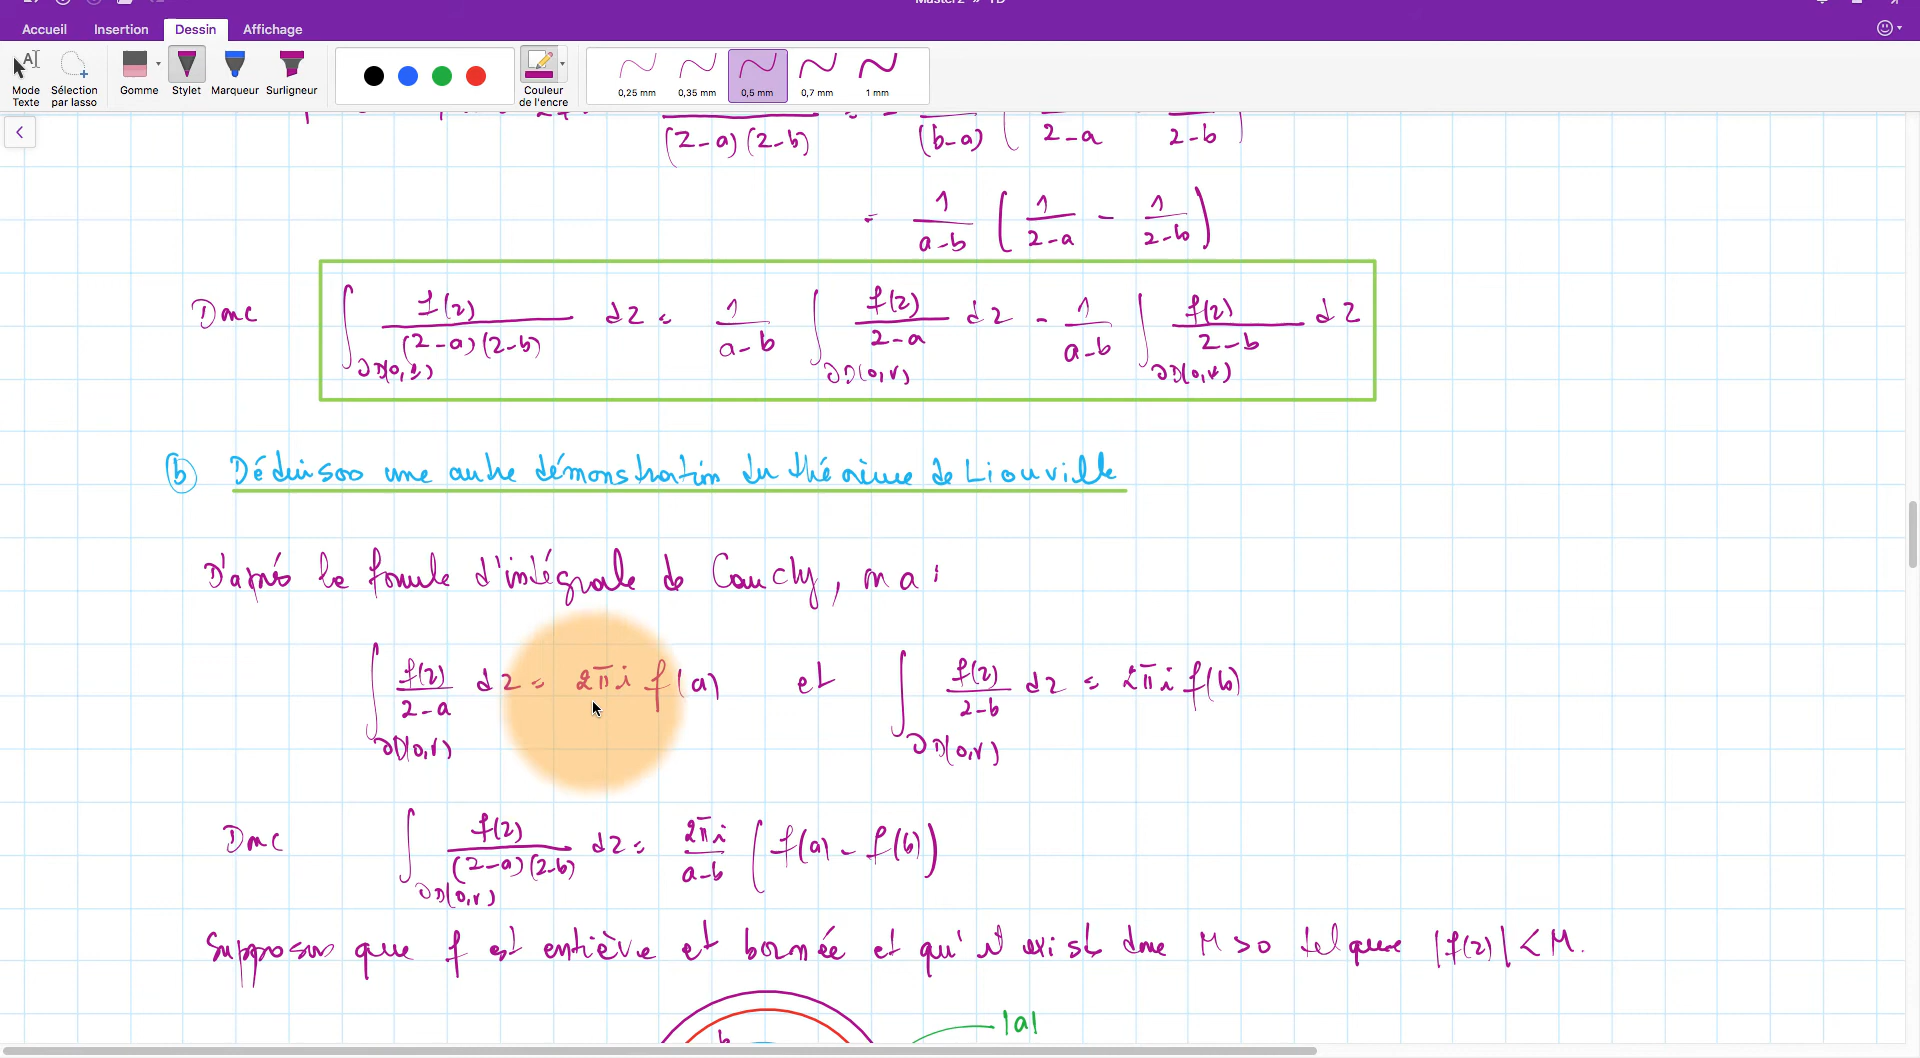 Accueil Insertion Dessin Affichage
Mode Texte Sélection par lasso Gomme Stylet Marqueur Surligneur Couleur de l'encre 0,25 mm 0,35 mm 0,5 mm 0,7 mm 1 mm
(z-a)(z-b) (b-a) ( z-a z-b )
= 1/(a-b) ( 1/(z-a) - 1/(z-b) )
Donc ∫_{∂D(0,r)} f(z)/((z-a)(z-b)) dz = 1/(a-b) ∫_{∂D(0,r)} f(z)/(z-a) dz - 1/(a-b) ∫_{∂D(0,r)} f(z)/(z-b) dz
(b) Déduisons une autre démonstration du théorème de Liouville
D'après la formule d'intégrale de Cauchy, on a :
∫_{∂D(0,r)} f(z)/(z-a) dz = 2πi f(a) et ∫_{∂D(0,r)} f(z)/(z-b) dz = 2πi f(b)
Donc ∫_{∂D(0,r)} f(z)/((z-a)(z-b)) dz = 2πi/(a-b) ( f(a) - f(b) )
Supposons que f est entière et bornée et qu'il existe donc M > 0 tel que |f(z)| < M.
|a|
b